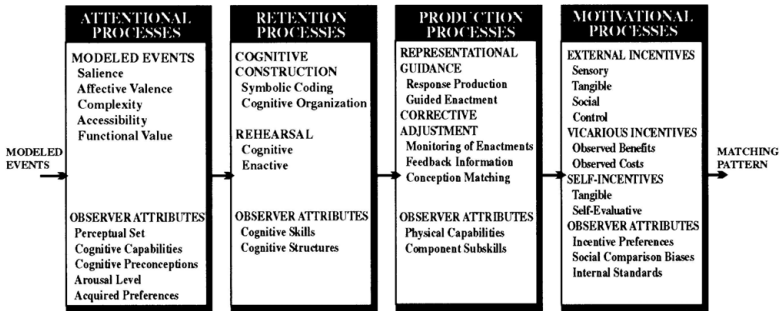 MODELED
EVENTS
ATTENTIONAL
PROCESSES
MODELED EVENTS
Salience
Affective Valence
Complexity
Accessibility
Functional Value
OBSERVER ATTRIBUTES
Perceptual Set
Cognitive Capabilities
Cognitive Preconceptions
Arousal Level
Acquired Preferences
RETENTION
PROCESSES
COGNITIVE
CONSTRUCTION
Symbolic Coding
Cognitive Organization
REHEARSAL
Cognitive
Enactive
OBSERVER ATTRIBUTES
Cognitive Skills
Cognitive Structures
PRODUCTION
PROCESSES
REPRESENTATIONAL
GUIDANCE
Response Production
Guided Enactment
CORRECTIVE
ADJUSTMENT
Monitoring of Enactments
Feedback Information
Conception Matching
OBSERVER ATTRIBUTES
Physical Capabilities
Component Subskills
MOTIVATIONAL
PROCESSES
EXTERNAL INCENTIVES
Sensory
Tangible
Social
Control
VICARIOUS INCENTIVES
Observed Benefits
Observed Costs
SELF-INCENTIVES
Tangible
Self-Evaluative
OBSERVER ATTRIBUTES
Incentive Preferences
Social Comparison Biases
Internal Standards
MATCHING
PATTERN